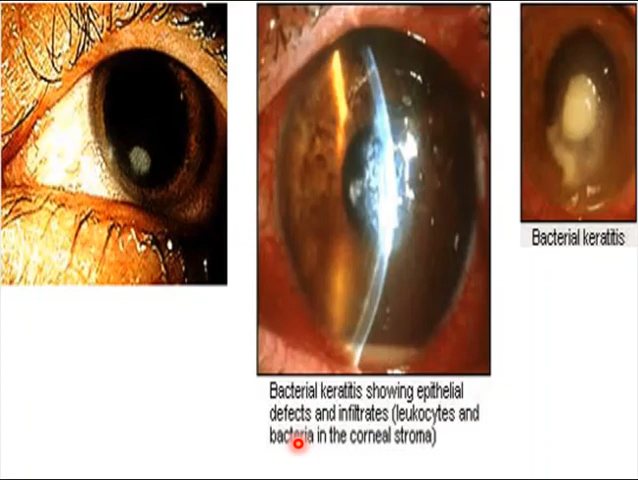 Bacterial keratitis showing epithelial
defects and infiltrates (leukocytes and
bacteria in the corneal stroma)
Bacterial keratitis